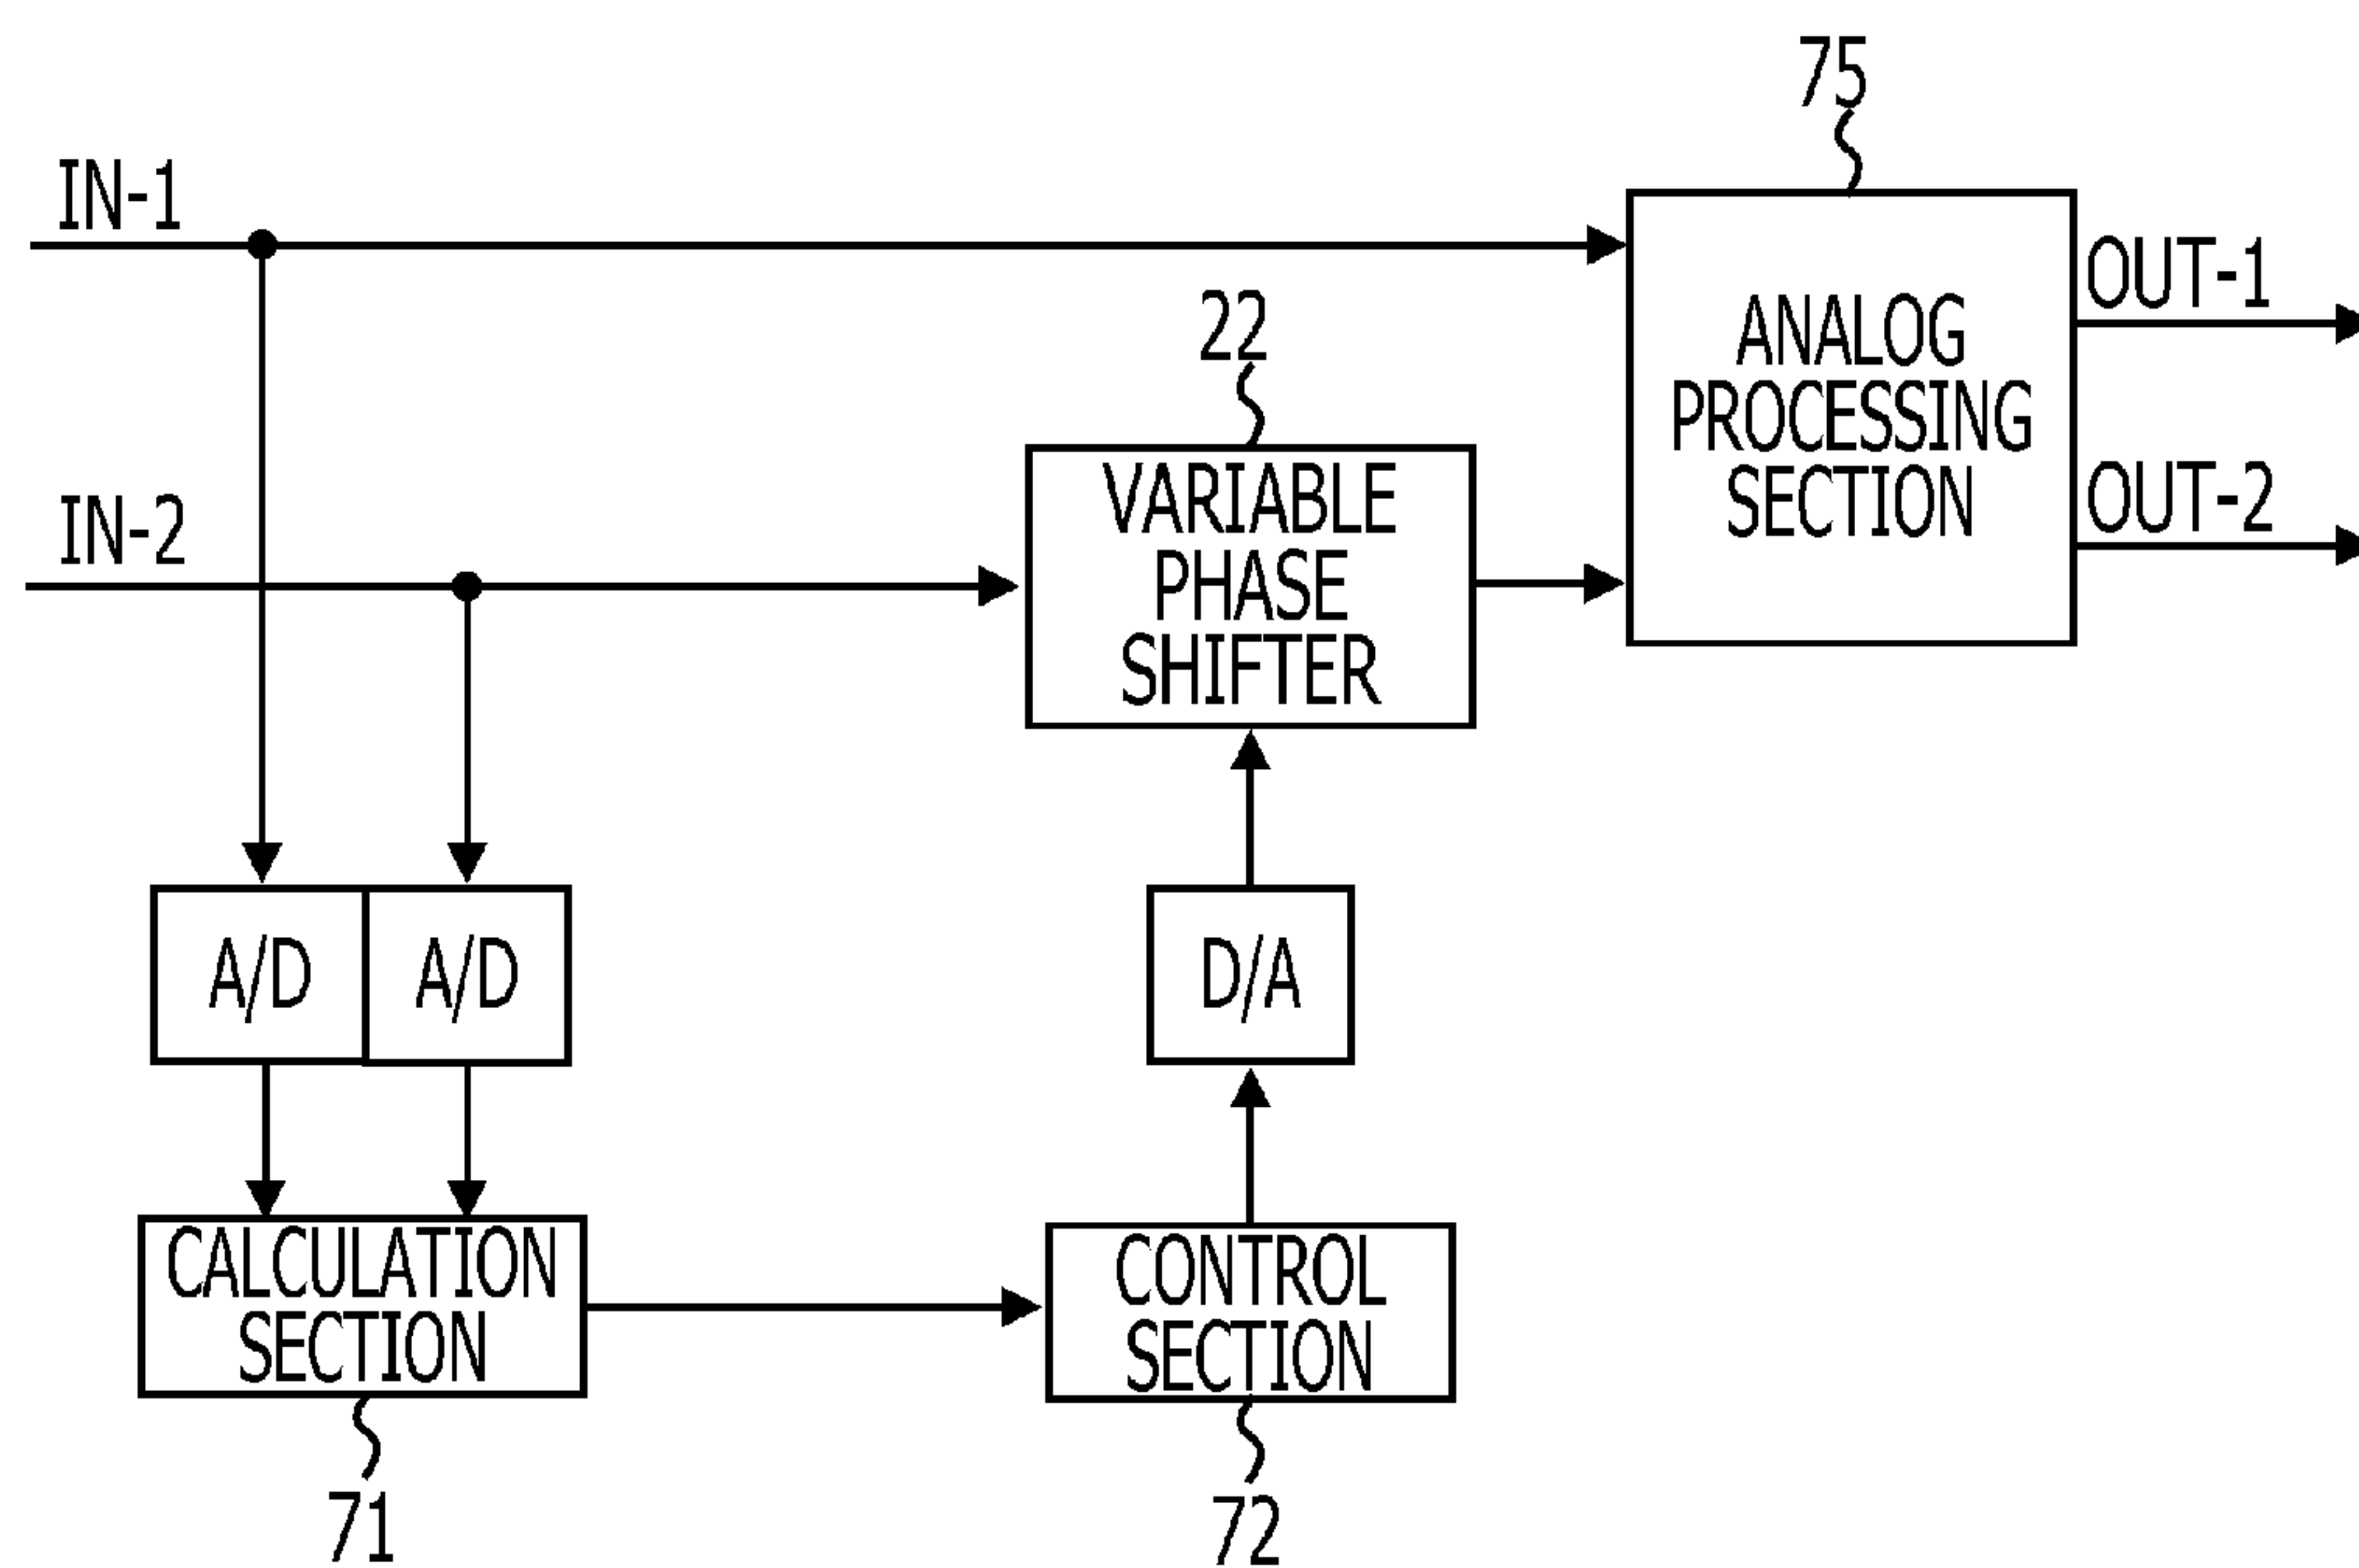 75
IN-1
OUT-1
22
ANALOG
PROCESSING
SECTION
OUT-2
IN-2
VARIABLE
PHASE
SHIFTER
A/D
A/D
D/A
CALCULATION
SECTION
CONTROL
SECTION
71
72